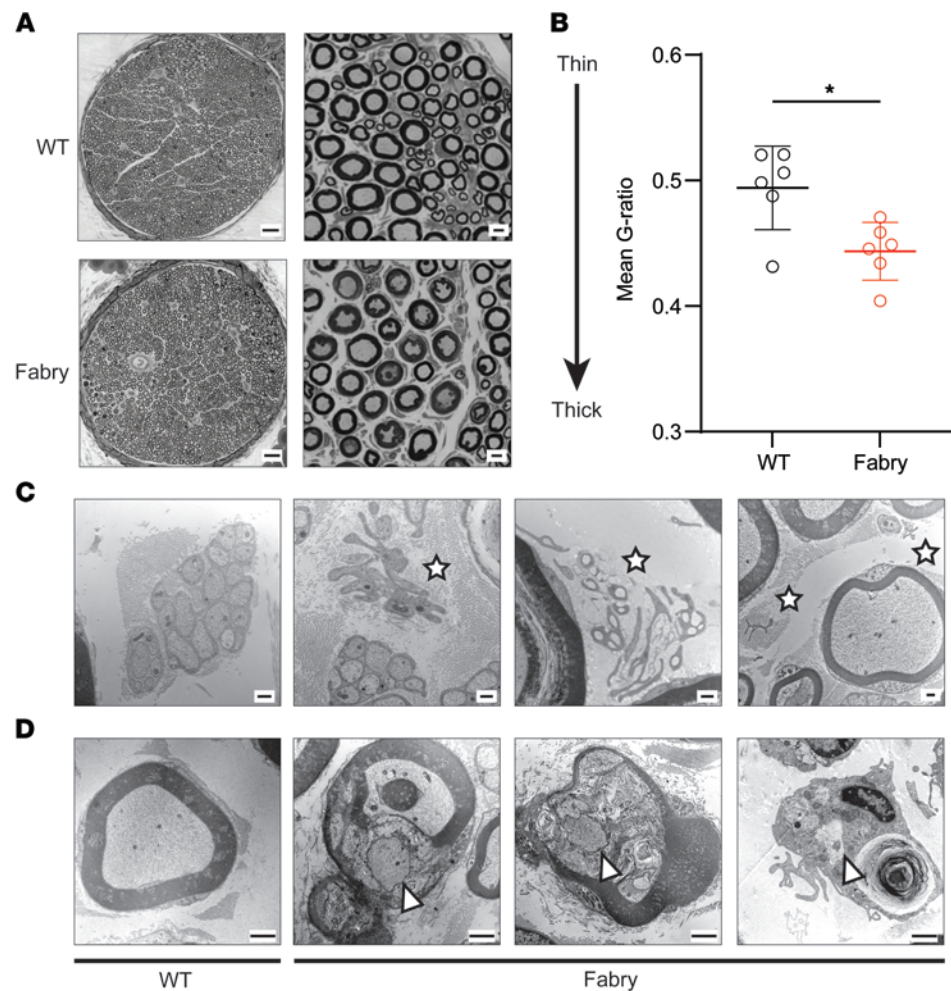 A
WT
Fabry
B
Thin
Thick
Mean G-ratio
0.6
0.5
0.4
0.3
*
WT
Fabry
C
D
WT
Fabry